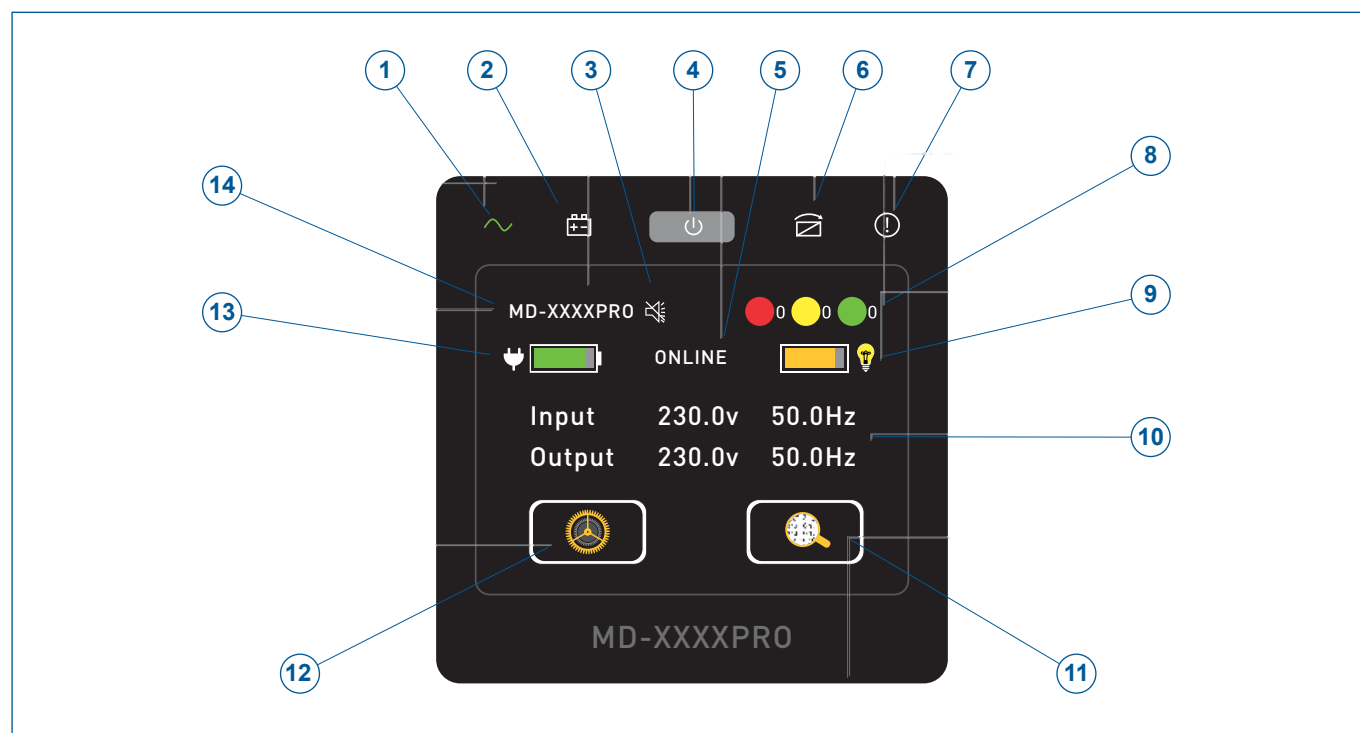 1 2 3 4 5 6 7
14 8
13 MD-XXXXPRO 0 0 0 9
ONLINE
Input 230.0v 50.0Hz
10
Output 230.0v 50.0Hz
MD-XXXXPRO
12 11